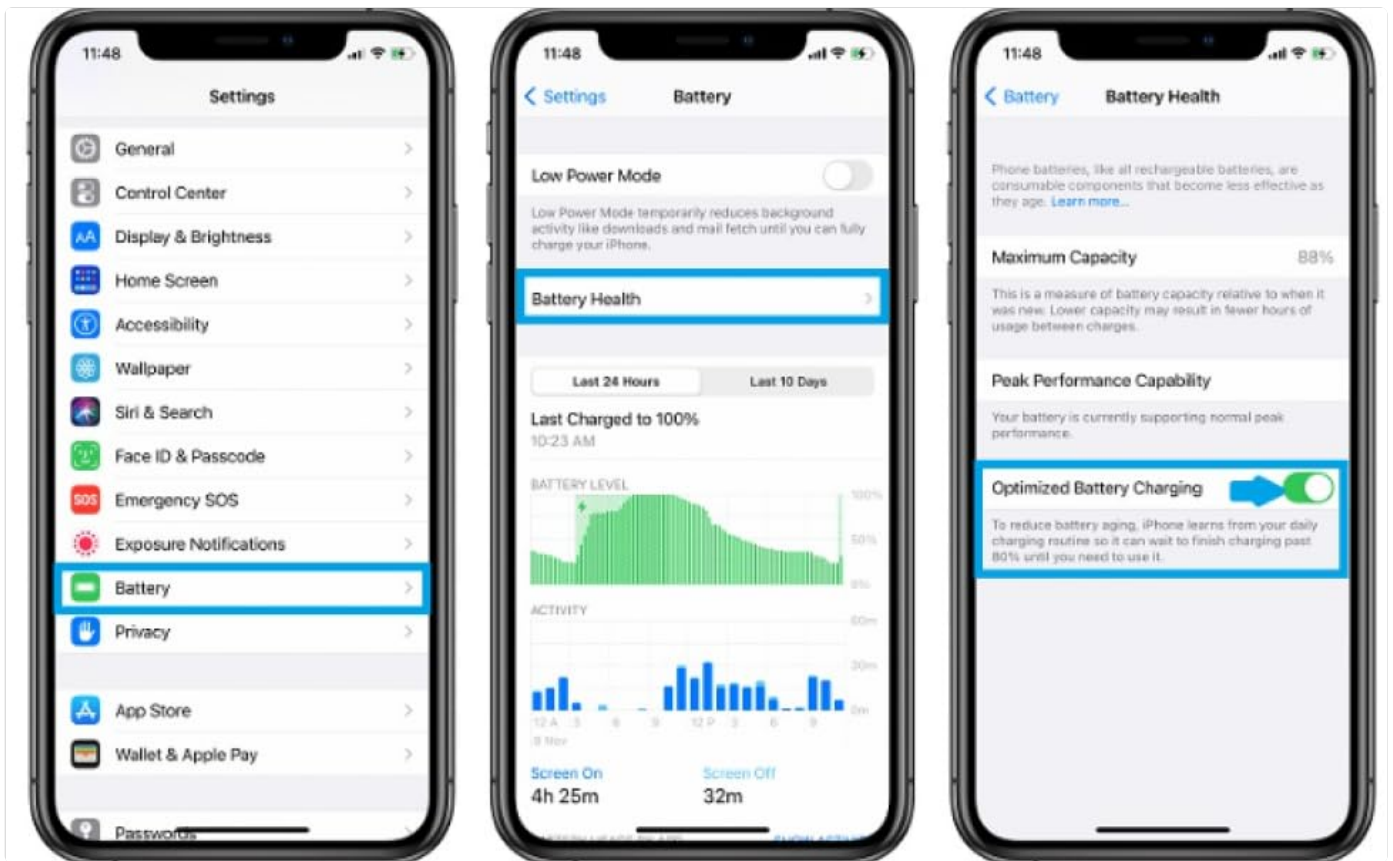 11:48
Settings
General
Control Center
AA Display & Brightness
Home Screen
Accessibility
Wallpaper
Siri & Search
Face ID & Passcode
SOS Emergency SOS
Exposure Notifications
Battery
Privacy
App Store
Wallet & Apple Pay
Passwords
11:48
Settings Battery
Low Power Mode
Low Power Mode temporarily reduces background
activity like downloads and mail fetch until you can fully
charge your iPhone.
Battery Health
Last 24 Hours Last 10 Days
Last Charged to 100%
10:23 AM
BATTERY LEVEL
100%
50%
0%
ACTIVITY
60m
30m
0m
12 A 3 6 9 12 P 3 6 9
9 Nov
Screen On Screen Off
4h 25m 32m
BATTERY USAGE BY APP SHOW ACTIVITY
11:48
Battery Battery Health
Phone batteries, like all rechargeable batteries, are
consumable components that become less effective as
they age. Learn more...
Maximum Capacity 88%
This is a measure of battery capacity relative to when it
was new. Lower capacity may result in fewer hours of
usage between charges.
Peak Performance Capability
Your battery is currently supporting normal peak
performance.
Optimized Battery Charging
To reduce battery aging, iPhone learns from your daily
charging routine so it can wait to finish charging past
80% until you need to use it.